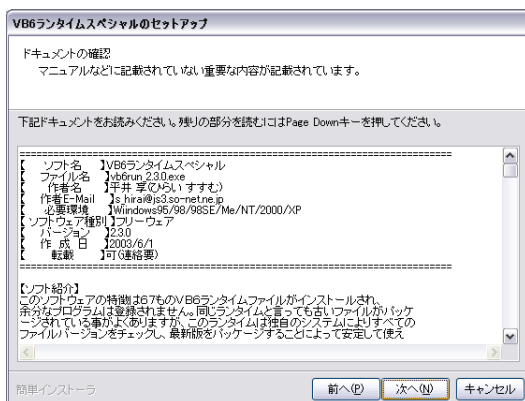 VB6ランタイムスペシャルのセットアップ
ドキュメントの確認
マニュアルなどに記載されていない重要な内容が記載されています。
下記ドキュメントをお読みください。残りの部分を読むにはPage Downキーを押してください。
==================================================================
【 ソフト名 】VB6ランタイムスペシャル
【 ファイル名 】vb6run_2.3.0.exe
【 作者名 】平井 享(ひらい すすむ)
【 作者E-Mail 】s_hirai@js3.so-net.ne.jp
【 必要環境 】Windows95/98/98SE/Me/NT/2000/XP
【 ソフトウェア種別 】フリーウェア
【 バージョン 】2.3.0
【 作 成 日 】2003/6/1
【 転載 】可(連絡要)
==================================================================
【ソフト紹介】
このソフトウェアの特徴は67ものVB6ランタイムファイルがインストールされ、
余分なプログラムは登録されません。同じランタイムと言っても古いファイルがパッケ
ージされている事がよくありますが、このランタイムは独自のシステムによりすべての
ファイルバージョンをチェックし、最新版をパッケージすることによって安定して使え
簡単インストーラ
前へ(P) 次へ(N) キャンセル